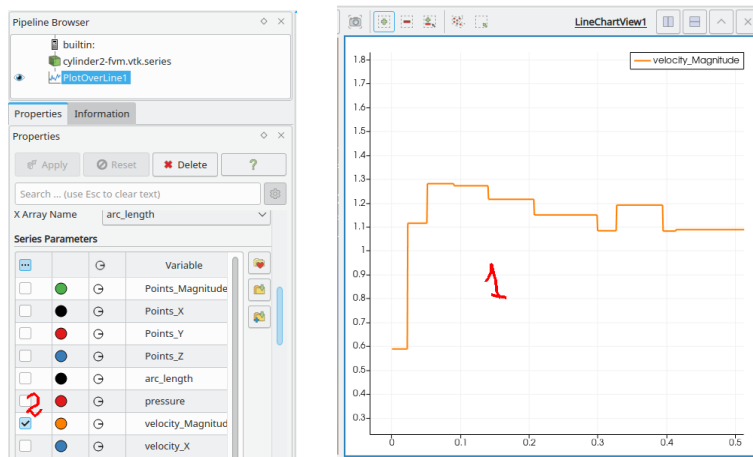 Pipeline Browser
builtin:
cylinder2-fvm.vtk.series
PlotOverLine1
Properties Information
Properties
Apply Reset Delete ?
Search ... (use Esc to clear text)
X Array Name arc_length
Series Parameters
Variable
Points_Magnitude
Points_X
Points_Y
Points_Z
arc_length
pressure
2
velocity_Magnitud
velocity_X
LineChartView1
velocity_Magnitude
1.8
1.7
1.6
1.5
1.4
1.3
1.2
1.1
1
0.9
0.8
0.7
0.6
0.5
0.4
0.3
1
0 0.1 0.2 0.3 0.4 0.5